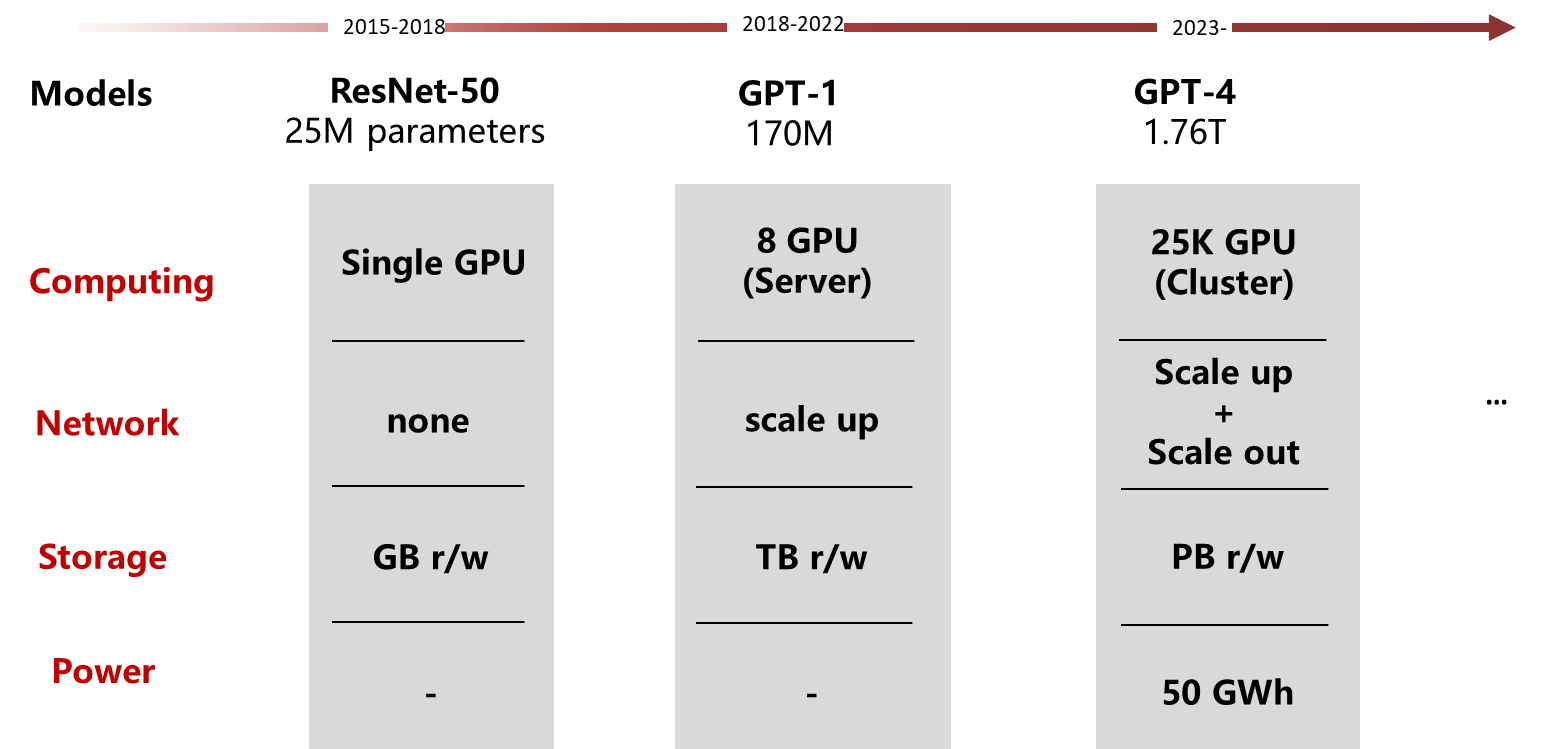 2015-2018
2018-2022
2023-
Models
ResNet-50
25M parameters
GPT-1
170M
GPT-4
1.76T
Computing
Single GPU
8 GPU
(Server)
25K GPU
(Cluster)
Network
none
scale up
Scale up
+
Scale out
...
Storage
GB r/w
TB r/w
PB r/w
Power
-
-
50 GWh